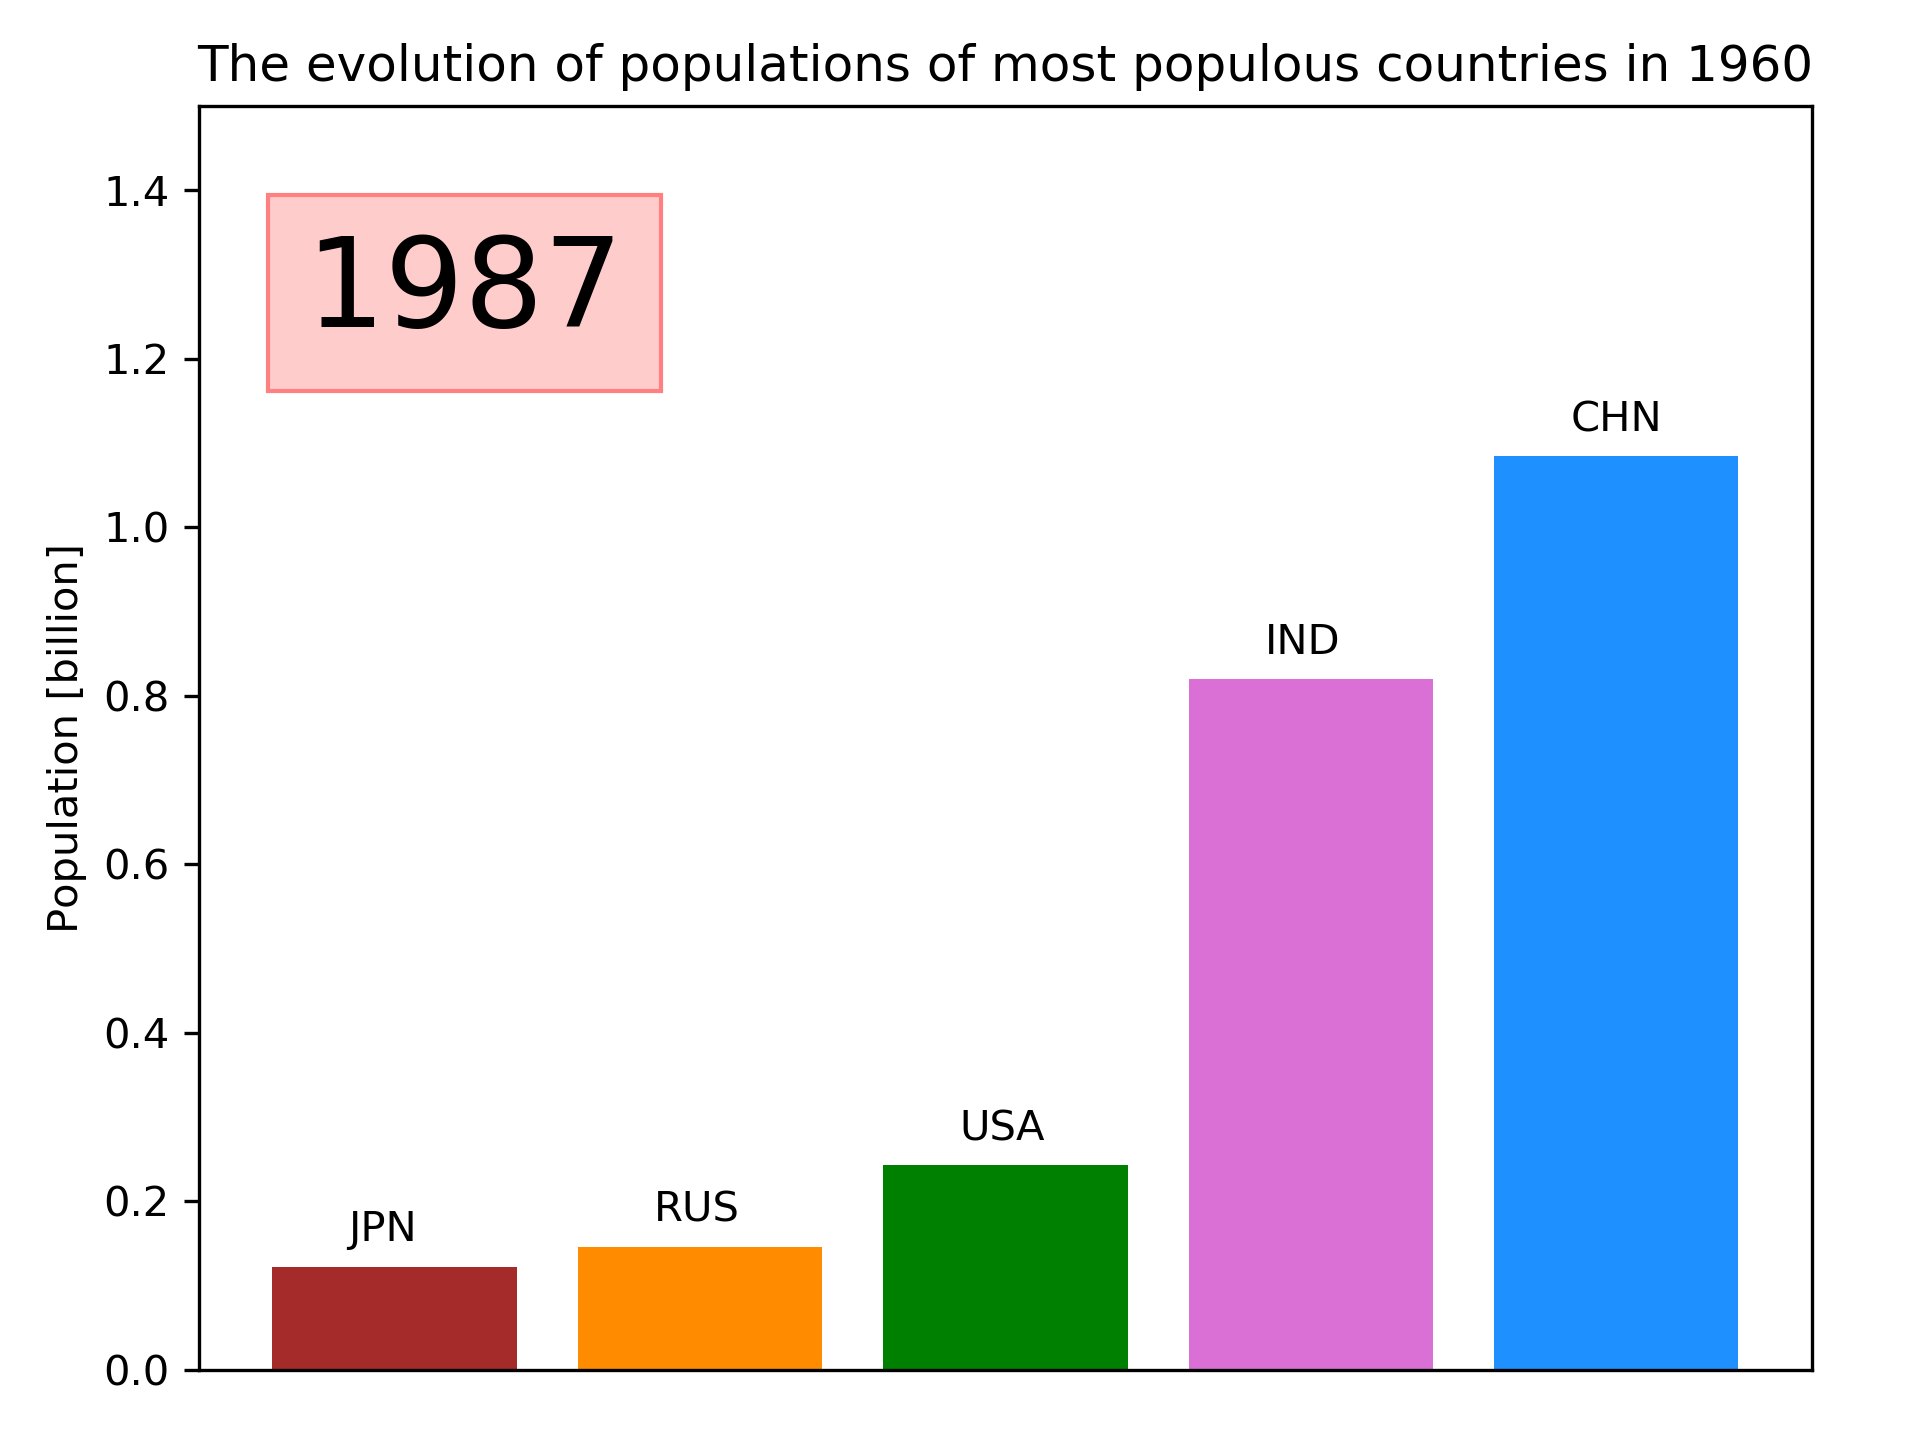 The evolution of populations of most populous countries in 1960
1.4
1987
1.2
CHN
1.0
IND
0.8
Population [billion]
0.6
0.4
USA
0.2
RUS
JPN
0.0